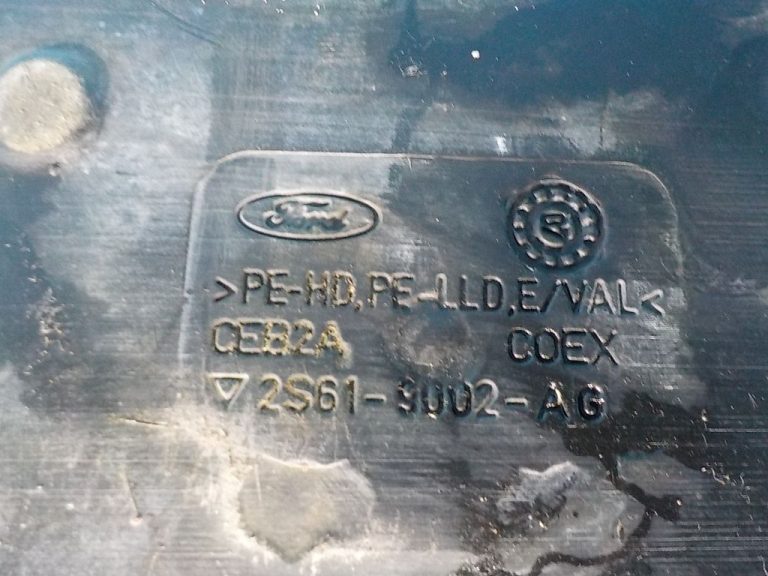 Ford
>PE-HD,PE-LLD,E/VAL<
CEB2A COEX
2S61-9002-AG